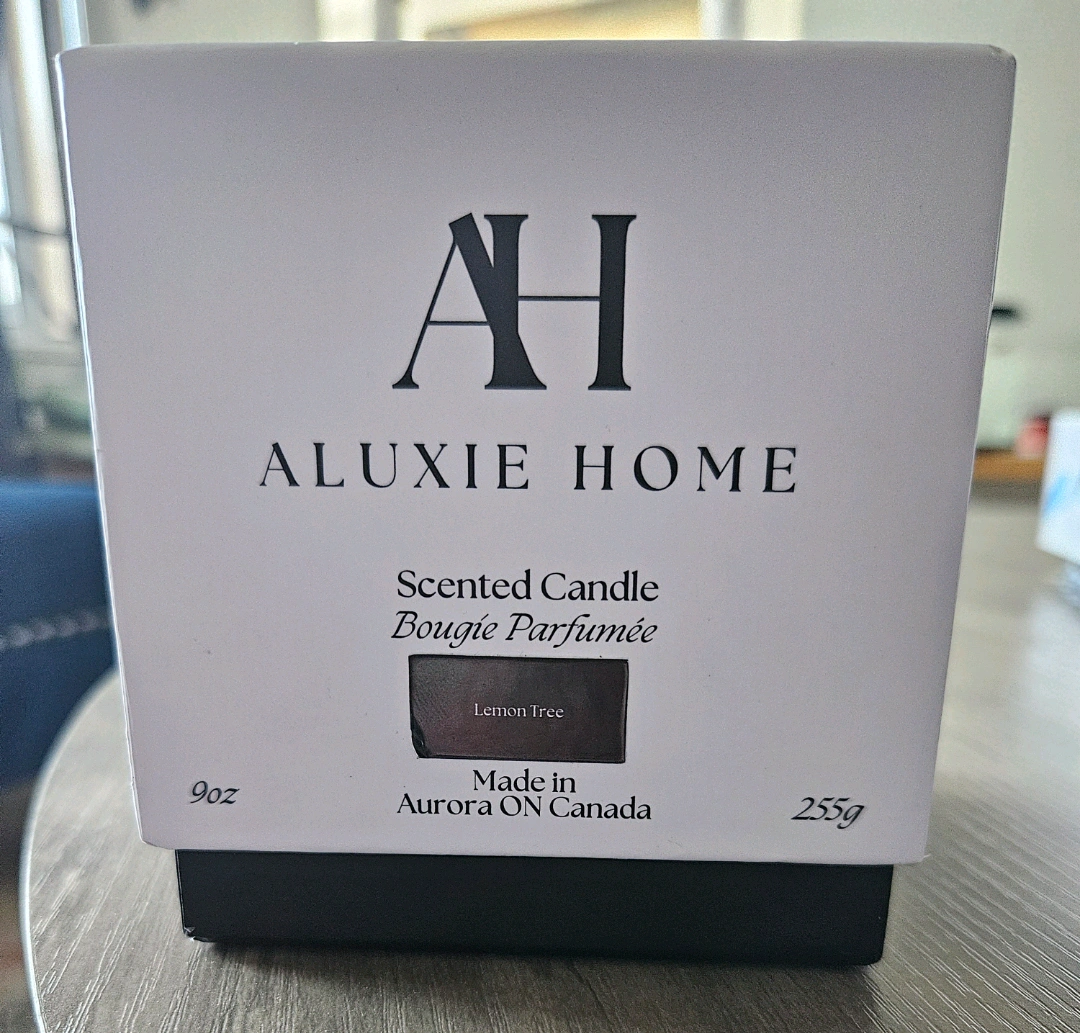 AH
ALUXIE HOME
Scented Candle
Bougie Parfumée
Lemon Tree
Made in
Aurora ON Canada
9oz
255g